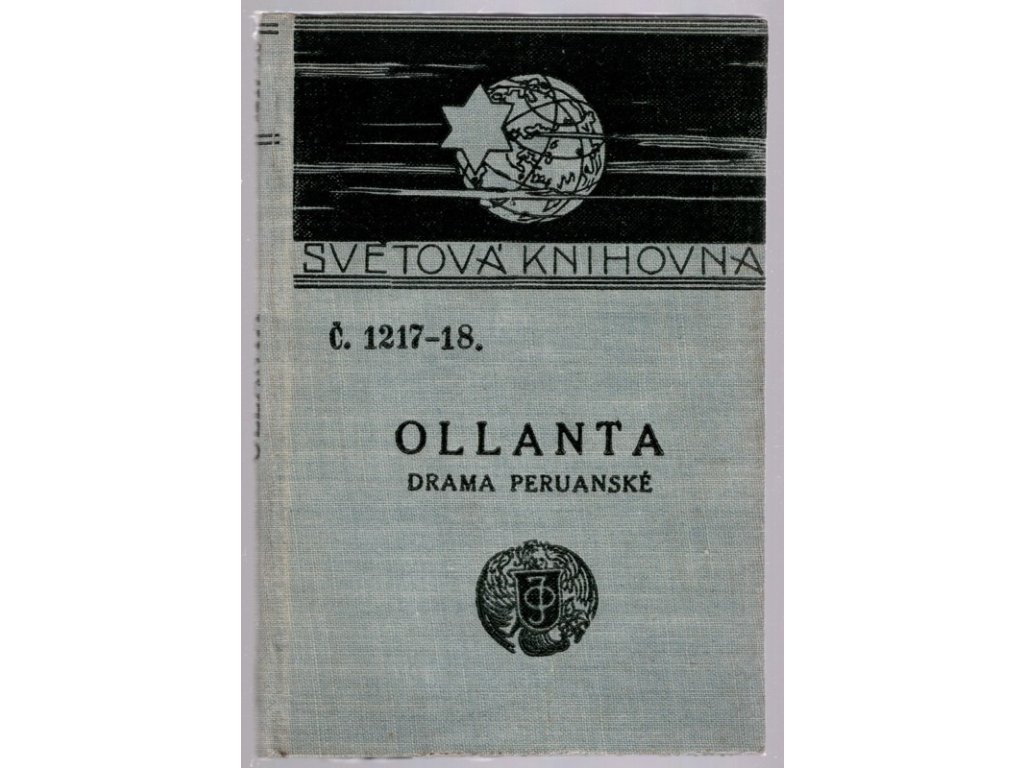 SVĚTOVÁ KNIHOVNA
Č. 1217-18.
OLLANTA
DRAMA PERUANSKÉ